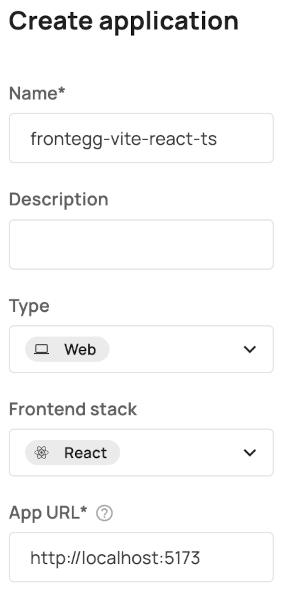 Create application
Name*
frontegg-vite-react-ts
Description
Type
Web
Frontend stack
React
App URL* ?
http://localhost:5173